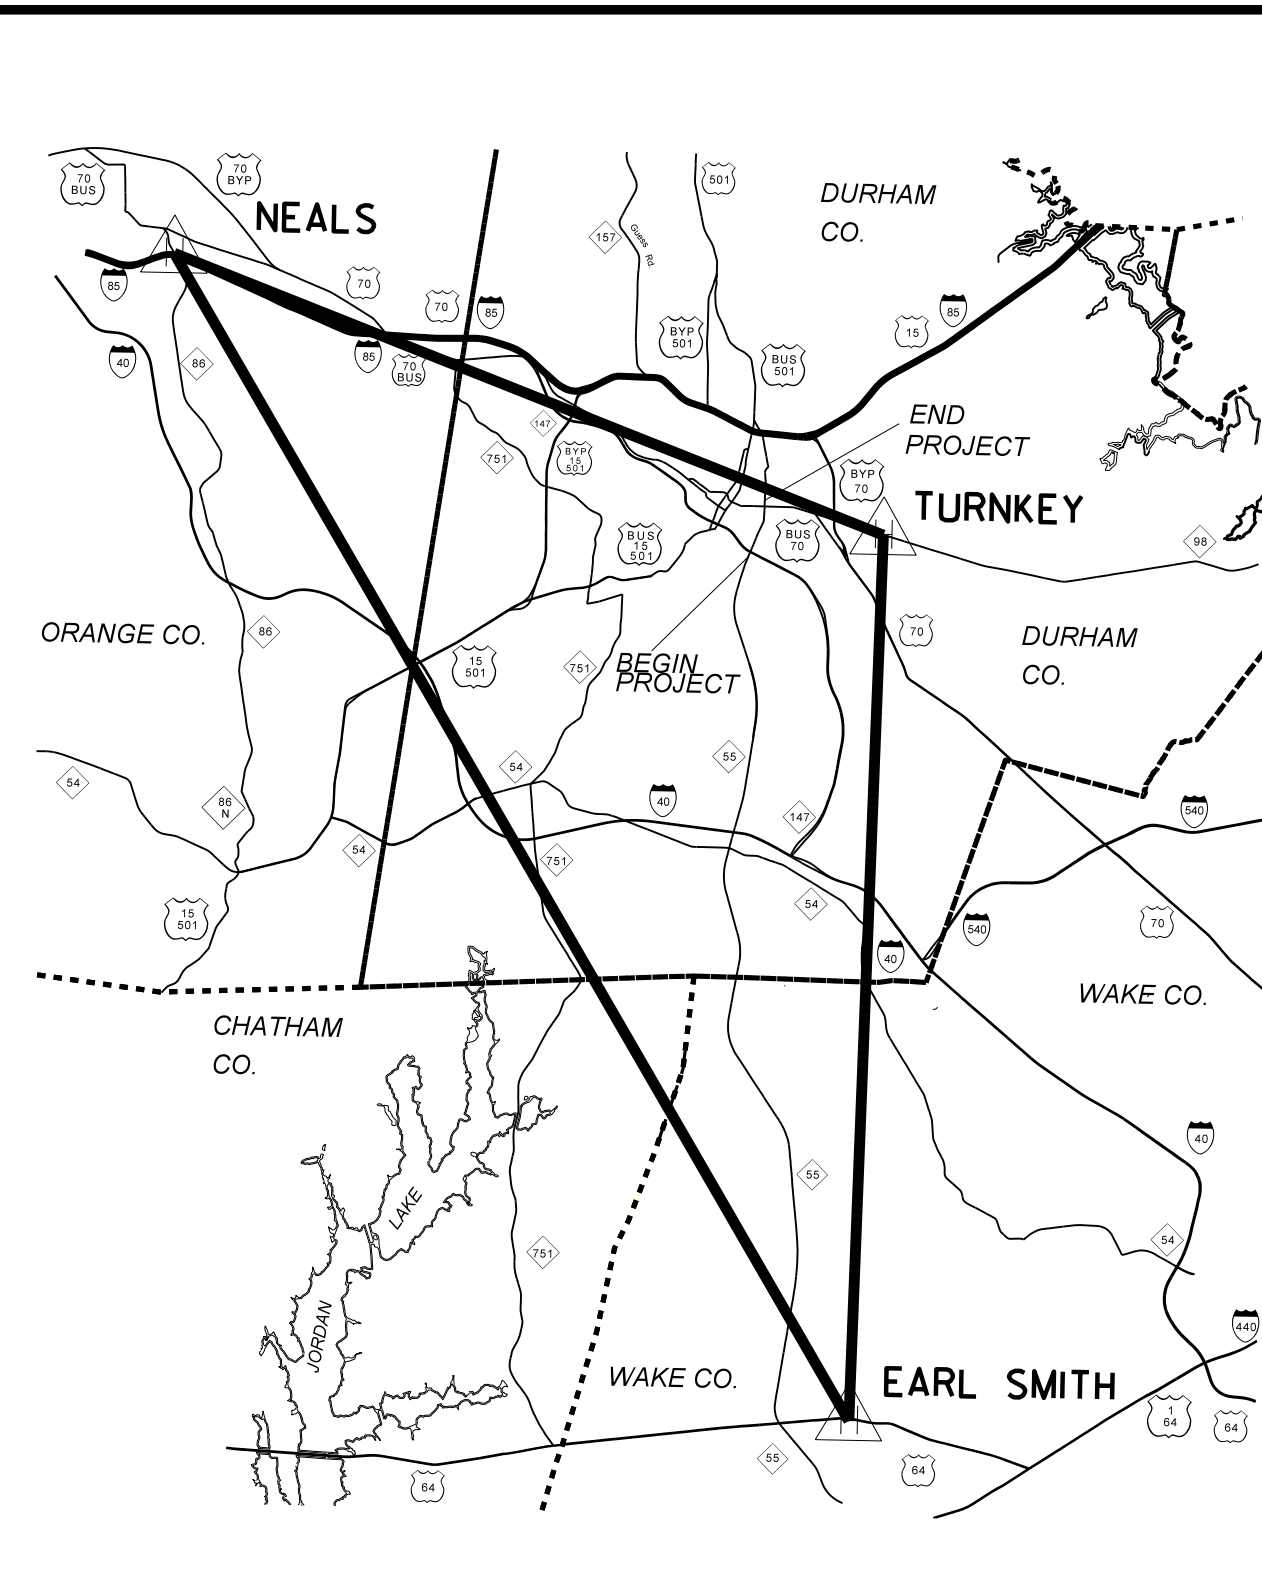 70
BUS
70
BYP
NEALS
501
DURHAM
CO.
157
Guess Rd.
85
70
70
85
85
15
BYP
501
BUS
501
40
86
85
70
BUS
147
END
PROJECT
751
BYP
15
501
BYP
70
TURNKEY
BUS
15
501
BUS
70
98
ORANGE CO.
86
15
501
751
BEGIN
PROJECT
70
DURHAM
CO.
54
54
55
86
N
40
147
540
54
751
54
15
501
540
70
40
WAKE CO.
CHATHAM
CO.
40
LAKE
55
751
54
JORDAN
440
WAKE CO.
EARL SMITH
1
64
64
55
64
64